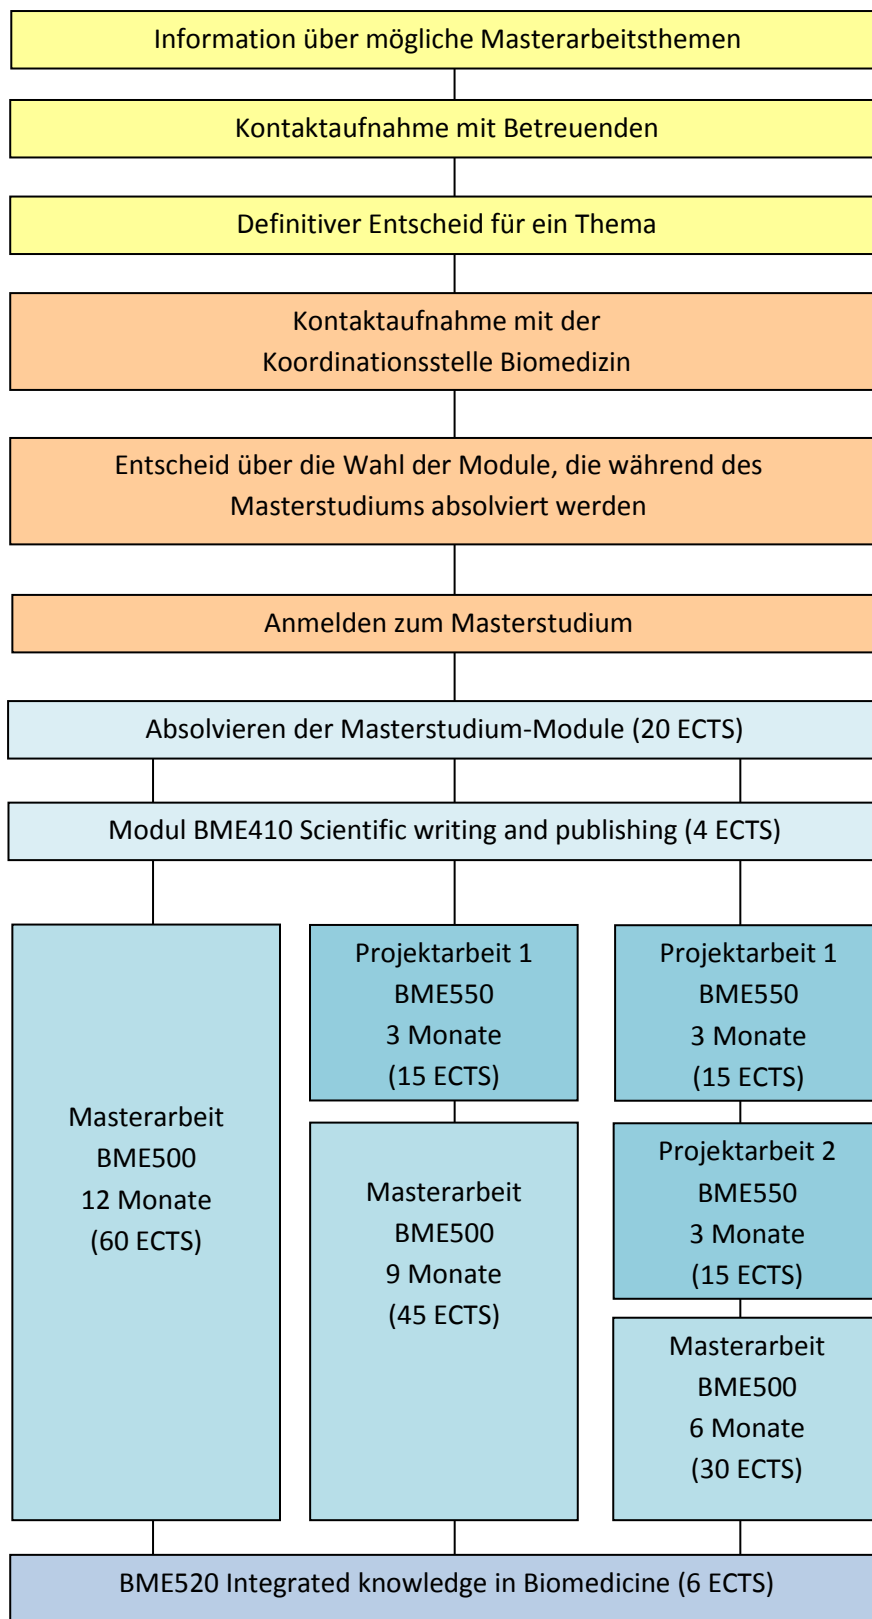 Information über mögliche Masterarbeitsthemen
Kontaktaufnahme mit Betreuenden
Definitiver Entscheid für ein Thema
Kontaktaufnahme mit der
Koordinationsstelle Biomedizin
Entscheid über die Wahl der Module, die während des
Masterstudiums absolviert werden
Anmelden zum Masterstudium
Absolvieren der Masterstudium-Module (20 ECTS)
Modul BME410 Scientific writing and publishing (4 ECTS)
Masterarbeit
BME500
12 Monate
(60 ECTS)
Projektarbeit 1
BME550
3 Monate
(15 ECTS)
Masterarbeit
BME500
9 Monate
(45 ECTS)
Projektarbeit 1
BME550
3 Monate
(15 ECTS)
Projektarbeit 2
BME550
3 Monate
(15 ECTS)
Masterarbeit
BME500
6 Monate
(30 ECTS)
BME520 Integrated knowledge in Biomedicine (6 ECTS)